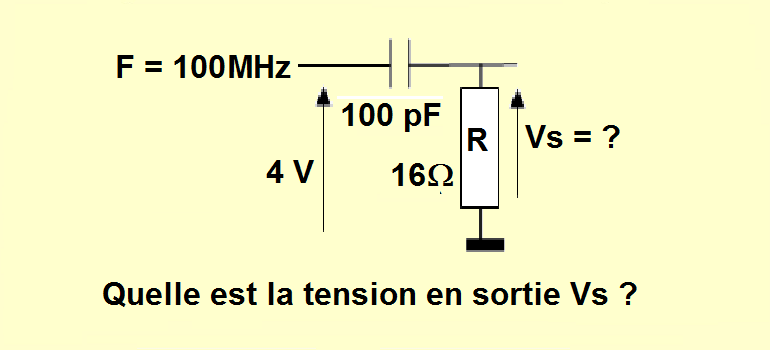 F = 100MHz
100 pF
R
Vs = ?
4 V
16Ω
Quelle est la tension en sortie Vs ?